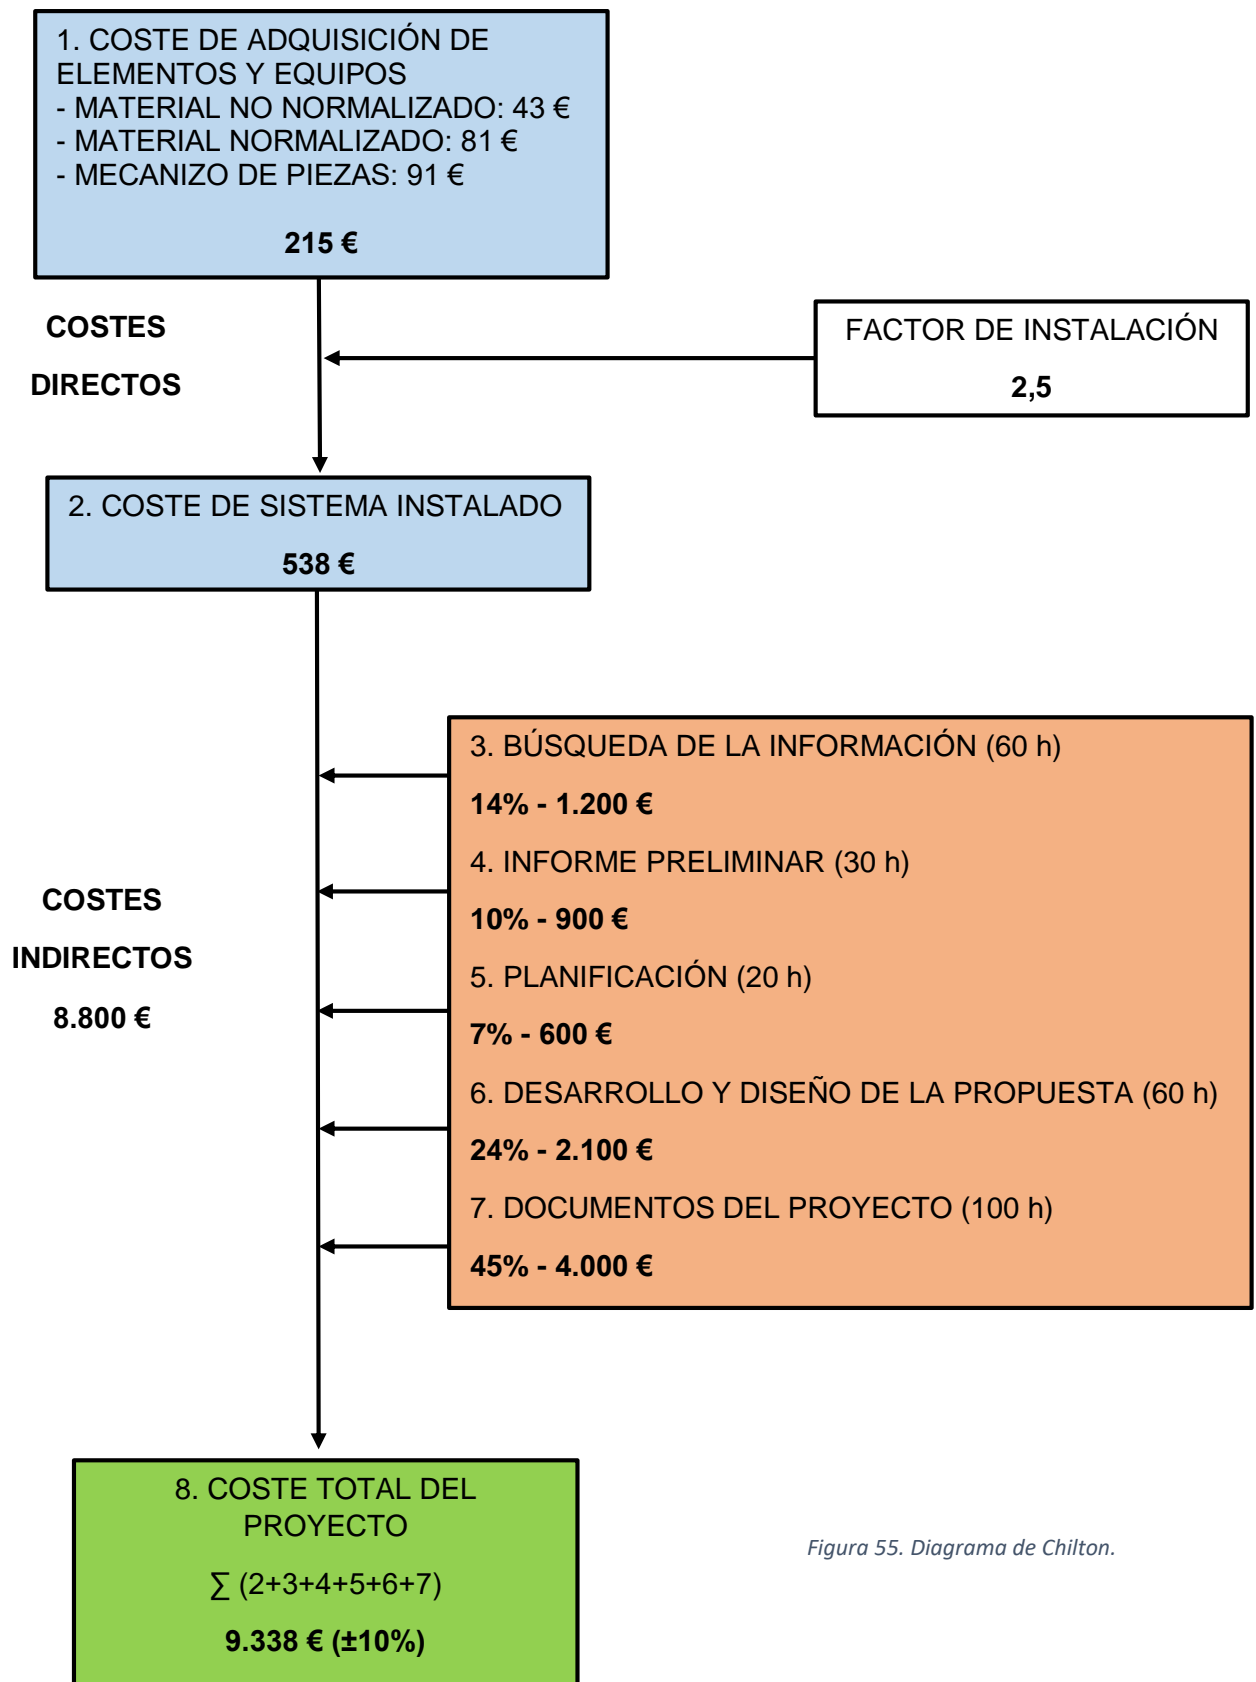 1. COSTE DE ADQUISICIÓN DE
ELEMENTOS Y EQUIPOS
- MATERIAL NO NORMALIZADO: 43 €
- MATERIAL NORMALIZADO: 81 €
- MECANIZO DE PIEZAS: 91 €
215 €
COSTES
DIRECTOS
FACTOR DE INSTALACIÓN
2,5
2. COSTE DE SISTEMA INSTALADO
538 €
3. BÚSQUEDA DE LA INFORMACIÓN (60 h)
14% - 1.200 €
4. INFORME PRELIMINAR (30 h)
10% - 900 €
5. PLANIFICACIÓN (20 h)
7% - 600 €
6. DESARROLLO Y DISEÑO DE LA PROPUESTA (60 h)
24% - 2.100 €
7. DOCUMENTOS DEL PROYECTO (100 h)
45% - 4.000 €
COSTES
INDIRECTOS
8.800 €
8. COSTE TOTAL DEL
PROYECTO
∑ (2+3+4+5+6+7)
9.338 € (±10%)
Figura 55. Diagrama de Chilton.